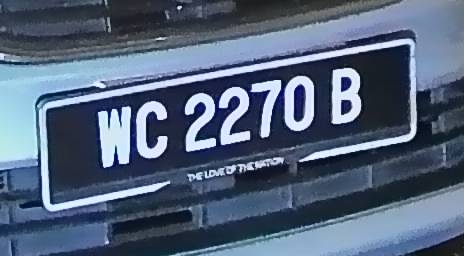 WC 2270 B
THE LOVE OF THE NATION